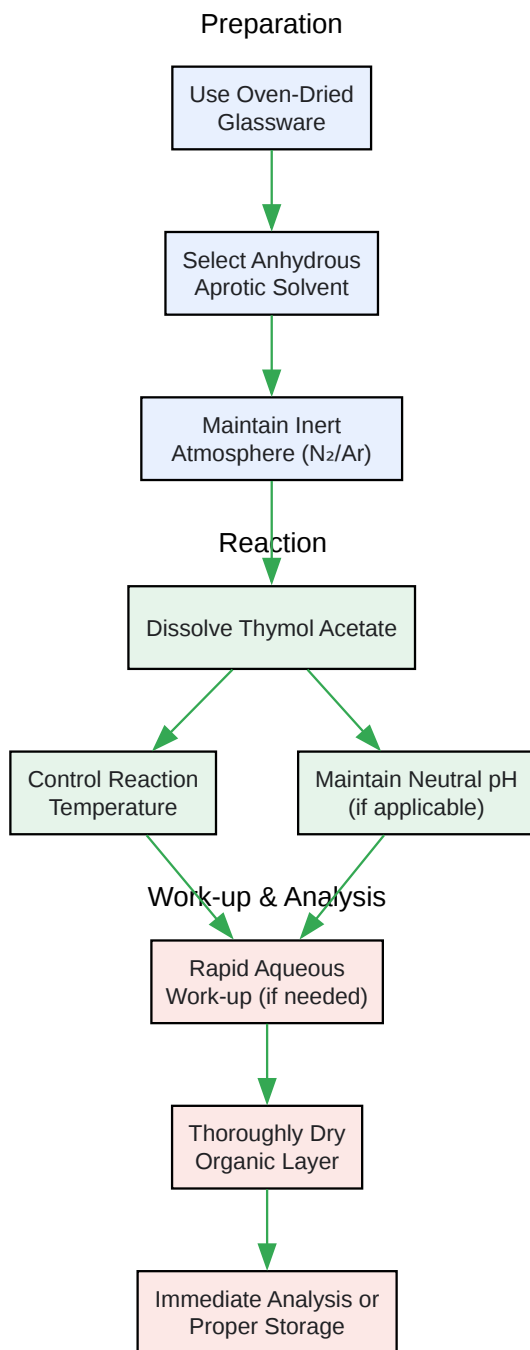 Preparation
Use Oven-Dried
Glassware
Select Anhydrous
Aprotic Solvent
Maintain Inert
Atmosphere (N₂/Ar)
Reaction
Dissolve Thymol Acetate
Control Reaction
Temperature
Maintain Neutral pH
(if applicable)
Work-up & Analysis
Rapid Aqueous
Work-up (if needed)
Thoroughly Dry
Organic Layer
Immediate Analysis or
Proper Storage